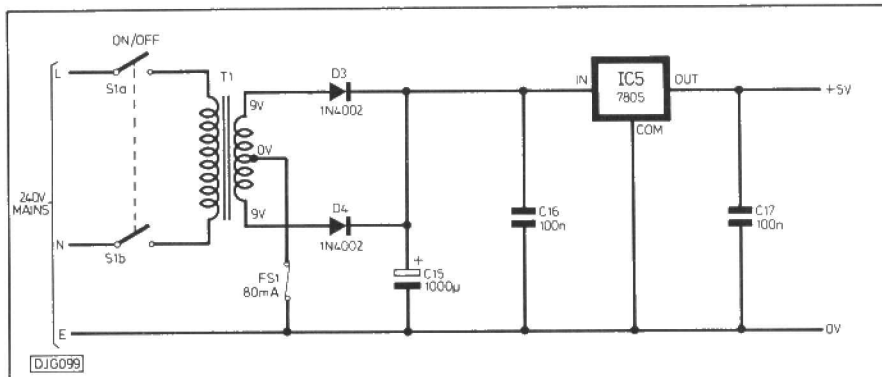 ON/OFF
L
S1a
T1
9V
0V
9V
D3
1N4002
D4
1N4002
IN
IC5
7805
OUT
COM
+5V
240V
MAINS
N
S1b
FS1
80mA
+
C15
1000µ
C16
100n
C17
100n
E
0V
DJG099